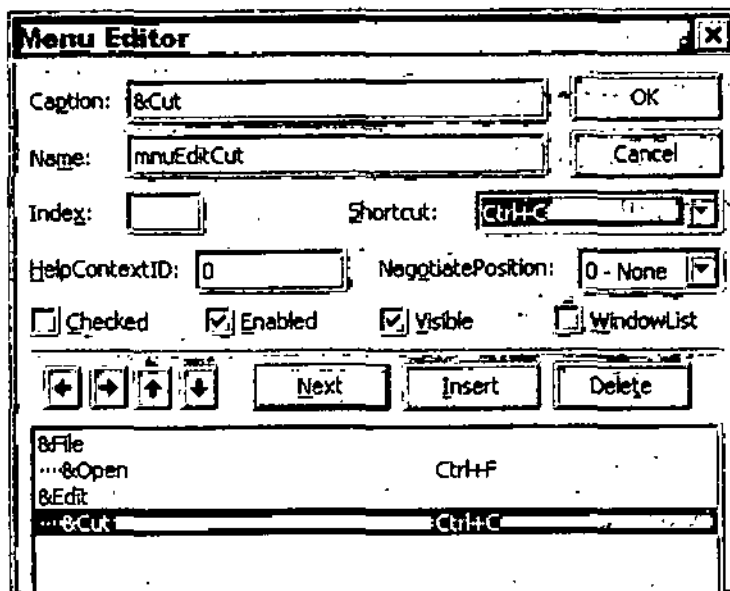 Menu Editor
Caption: &Cut OK
Name: mnuEditCut Cancel
Index: Shortcut: Ctrl+C
HelpContextID: 0 NegotiatePosition: 0 - None
Checked Enabled Visible WindowList
Next Insert Delete
&File
····&Open Ctrl+F
&Edit
····&Cut Ctrl+C